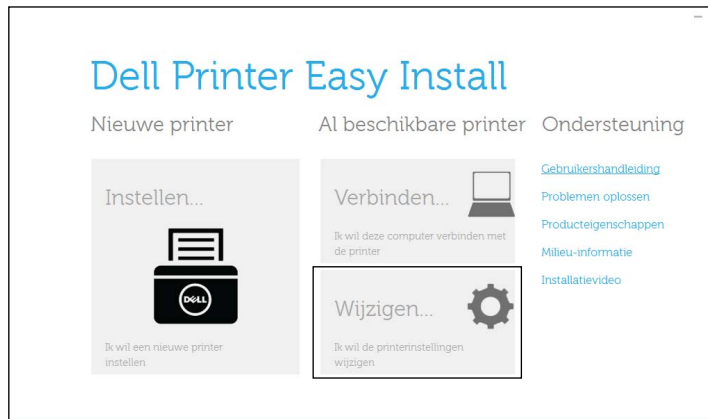 Dell Printer Easy Install
Nieuwe printer
Al beschikbare printer
Ondersteuning
Instellen...
DELL
Ik wil een nieuwe printer
instellen
Verbinden...
Ik wil deze computer verbinden met
de printer
Wijzigen...
Ik wil de printerinstellingen
wijzigen
Gebruikershandleiding
Problemen oplossen
Producteigenschappen
Milieu-informatie
Installatievideo